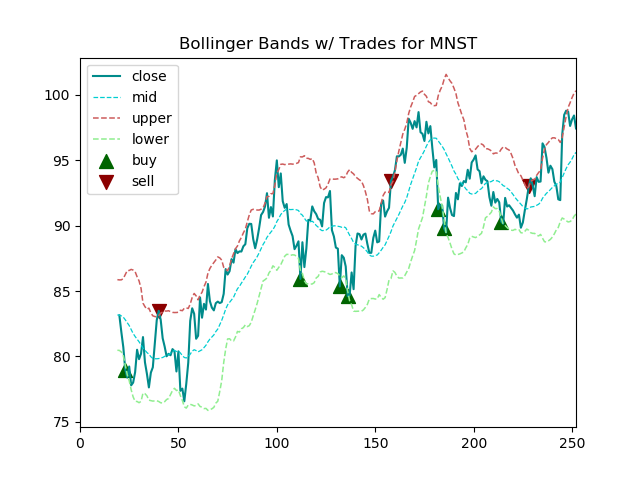 Bollinger Bands w/ Trades for MNST
close
mid
upper
lower
buy
sell
100
95
90
85
80
75
0 50 100 150 200 250